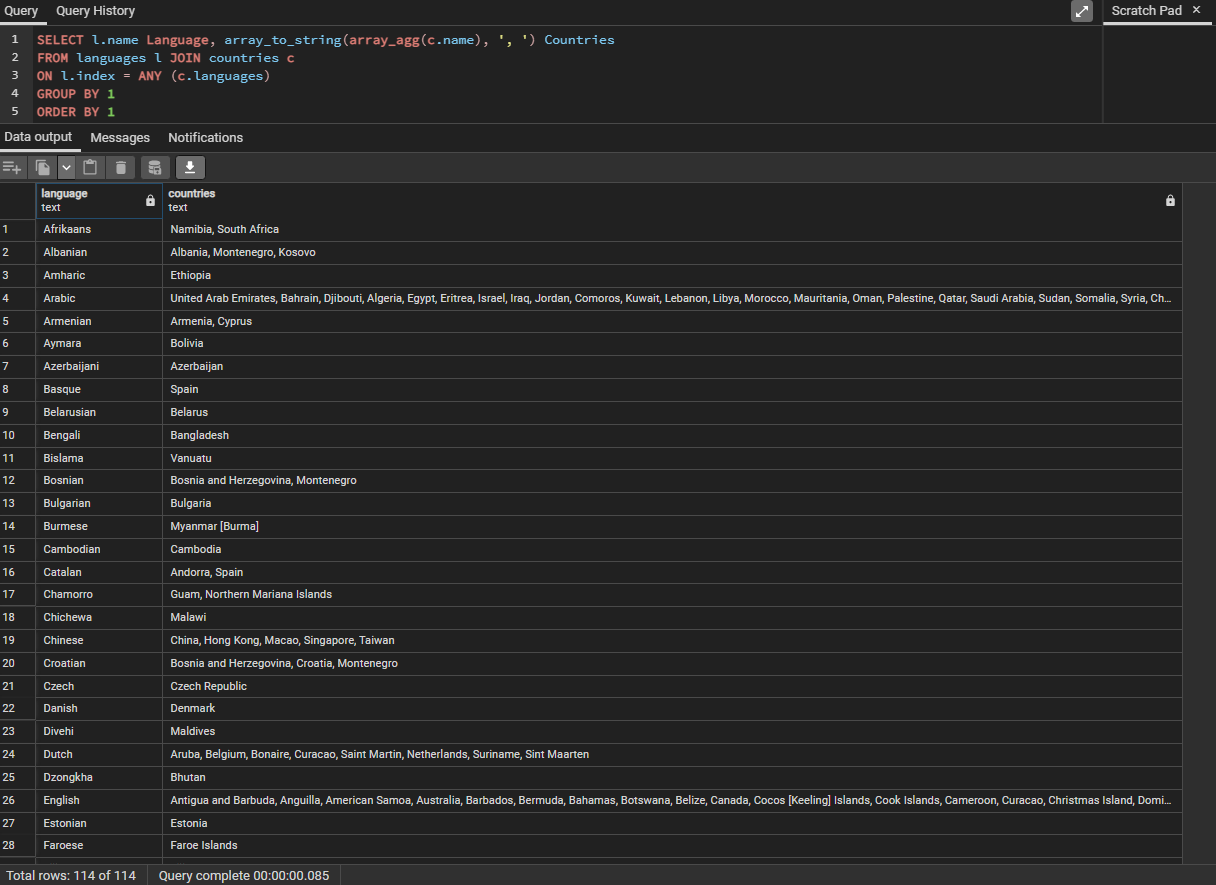 Query Query History Scratch Pad ×
1 SELECT l.name Language, array_to_string(array_agg(c.name), ', ') Countries
2 FROM languages l JOIN countries c
3 ON l.index = ANY (c.languages)
4 GROUP BY 1
5 ORDER BY 1
Data output Messages Notifications
language countries
text text
1 Afrikaans Namibia, South Africa
2 Albanian Albania, Montenegro, Kosovo
3 Amharic Ethiopia
4 Arabic United Arab Emirates, Bahrain, Djibouti, Algeria, Egypt, Eritrea, Israel, Iraq, Jordan, Comoros, Kuwait, Lebanon, Libya, Morocco, Mauritania, Oman, Palestine, Qatar, Saudi Arabia, Sudan, Somalia, Syria, Ch...
5 Armenian Armenia, Cyprus
6 Aymara Bolivia
7 Azerbaijani Azerbaijan
8 Basque Spain
9 Belarusian Belarus
10 Bengali Bangladesh
11 Bislama Vanuatu
12 Bosnian Bosnia and Herzegovina, Montenegro
13 Bulgarian Bulgaria
14 Burmese Myanmar [Burma]
15 Cambodian Cambodia
16 Catalan Andorra, Spain
17 Chamorro Guam, Northern Mariana Islands
18 Chichewa Malawi
19 Chinese China, Hong Kong, Macao, Singapore, Taiwan
20 Croatian Bosnia and Herzegovina, Croatia, Montenegro
21 Czech Czech Republic
22 Danish Denmark
23 Divehi Maldives
24 Dutch Aruba, Belgium, Bonaire, Curacao, Saint Martin, Netherlands, Suriname, Sint Maarten
25 Dzongkha Bhutan
26 English Antigua and Barbuda, Anguilla, American Samoa, Australia, Barbados, Bermuda, Bahamas, Botswana, Belize, Canada, Cocos [Keeling] Islands, Cook Islands, Cameroon, Curacao, Christmas Island, Domi...
27 Estonian Estonia
28 Faroese Faroe Islands
Total rows: 114 of 114 Query complete 00:00:00.085